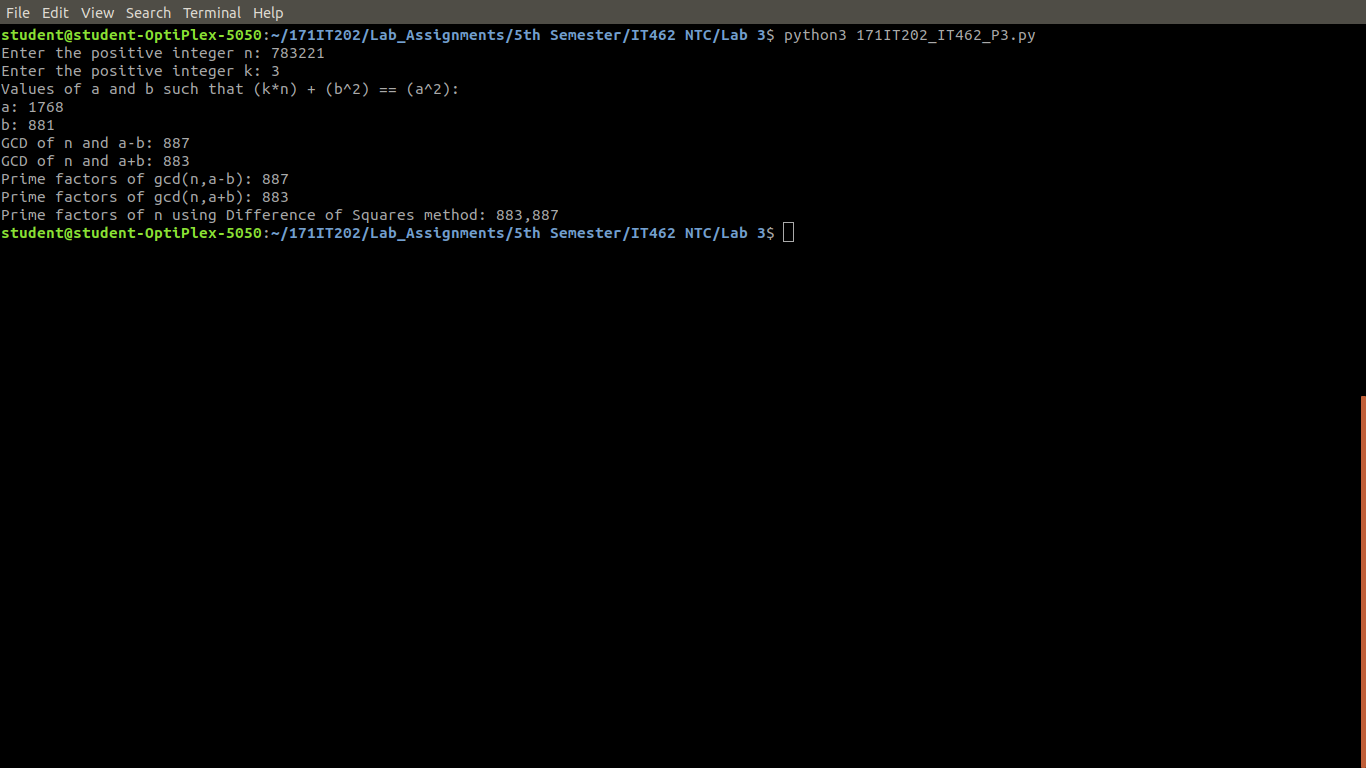 File Edit View Search Terminal Help
student@student-OptiPlex-5050:~/171IT202/Lab_Assignments/5th Semester/IT462 NTC/Lab 3$ python3 171IT202_IT462_P3.py
Enter the positive integer n: 783221
Enter the positive integer k: 3
Values of a and b such that (k*n) + (b^2) == (a^2):
a: 1768
b: 881
GCD of n and a-b: 887
GCD of n and a+b: 883
Prime factors of gcd(n,a-b): 887
Prime factors of gcd(n,a+b): 883
Prime factors of n using Difference of Squares method: 883,887
student@student-OptiPlex-5050:~/171IT202/Lab_Assignments/5th Semester/IT462 NTC/Lab 3$